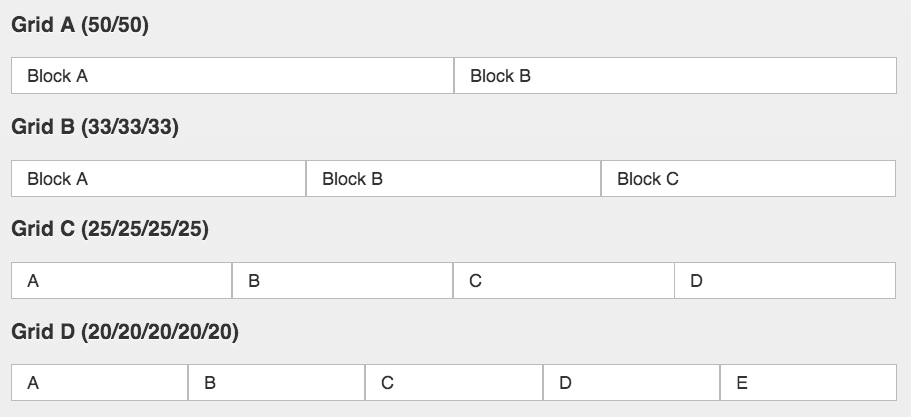 Grid A (50/50)
Block A Block B
Grid B (33/33/33)
Block A Block B Block C
Grid C (25/25/25/25)
A B C D
Grid D (20/20/20/20/20)
A B C D E